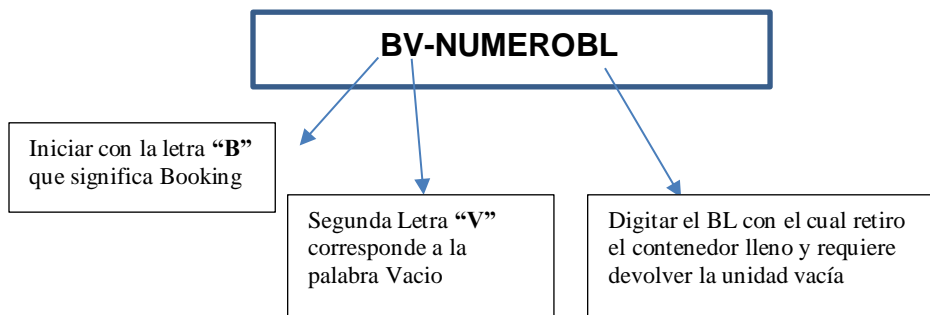 BV-NUMEROBL
Iniciar con la letra “B”
que significa Booking
Segunda Letra “V”
corresponde a la
palabra Vacio
Digitar el BL con el cual retiro
el contenedor lleno y requiere
devolver la unidad vacía